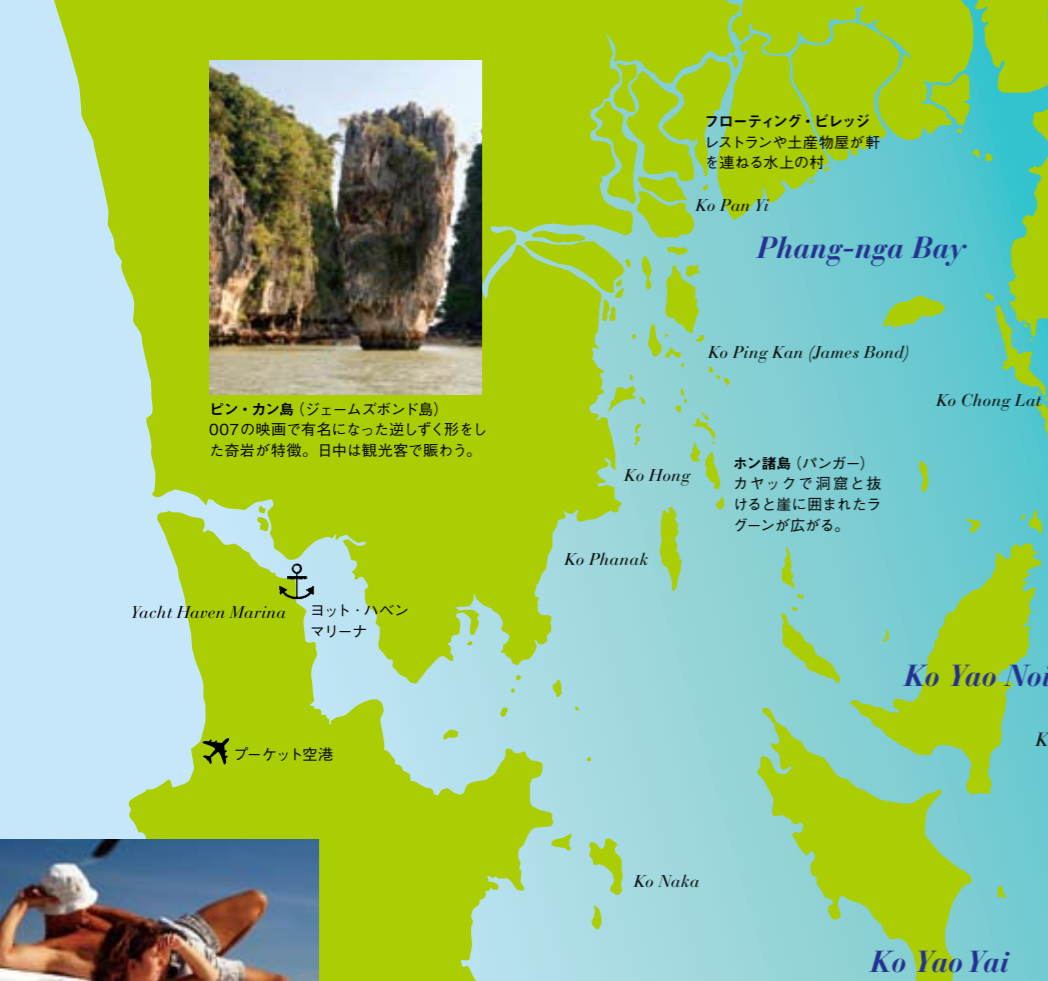 フローティング・ビレッジ
レストランや土産物屋が軒
を連ねる水上の村
Ko Pan Yi
Phang-nga Bay
Ko Ping Kan (James Bond)
Ko Chong Lat
ピン・カン島（ジェームズボンド島）
007の映画で有名になった逆しずく形をし
た奇岩が特徴。日中は観光客で賑わう。
Ko Hong
ホン諸島（パンガー）
カヤックで洞窟と抜
けると崖に囲まれたラ
グーンが広がる。
Ko Phanak
Yacht Haven Marina
ヨット・ハベン
マリーナ
Ko Yao Noi
K
プーケット空港
Ko Naka
Ko Yao Yai